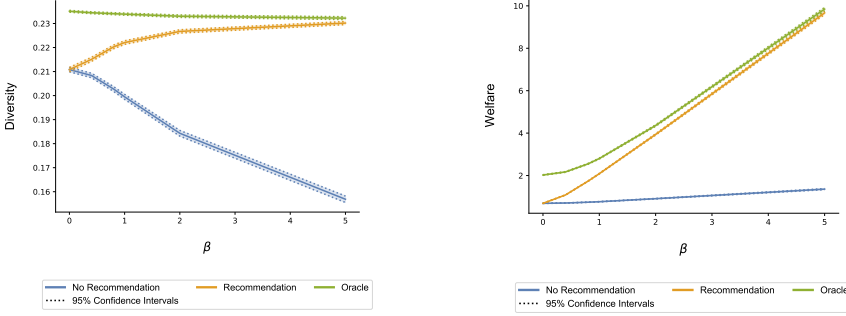 0.23
0.22
0.21
0.20
0.19
0.18
0.17
0.16
Diversity
0 1 2 3 4 5
β
No Recommendation Recommendation Oracle
95% Confidence Intervals
10
8
6
4
2
Welfare
0 1 2 3 4 5
β
No Recommendation Recommendation Oracle
95% Confidence Intervals